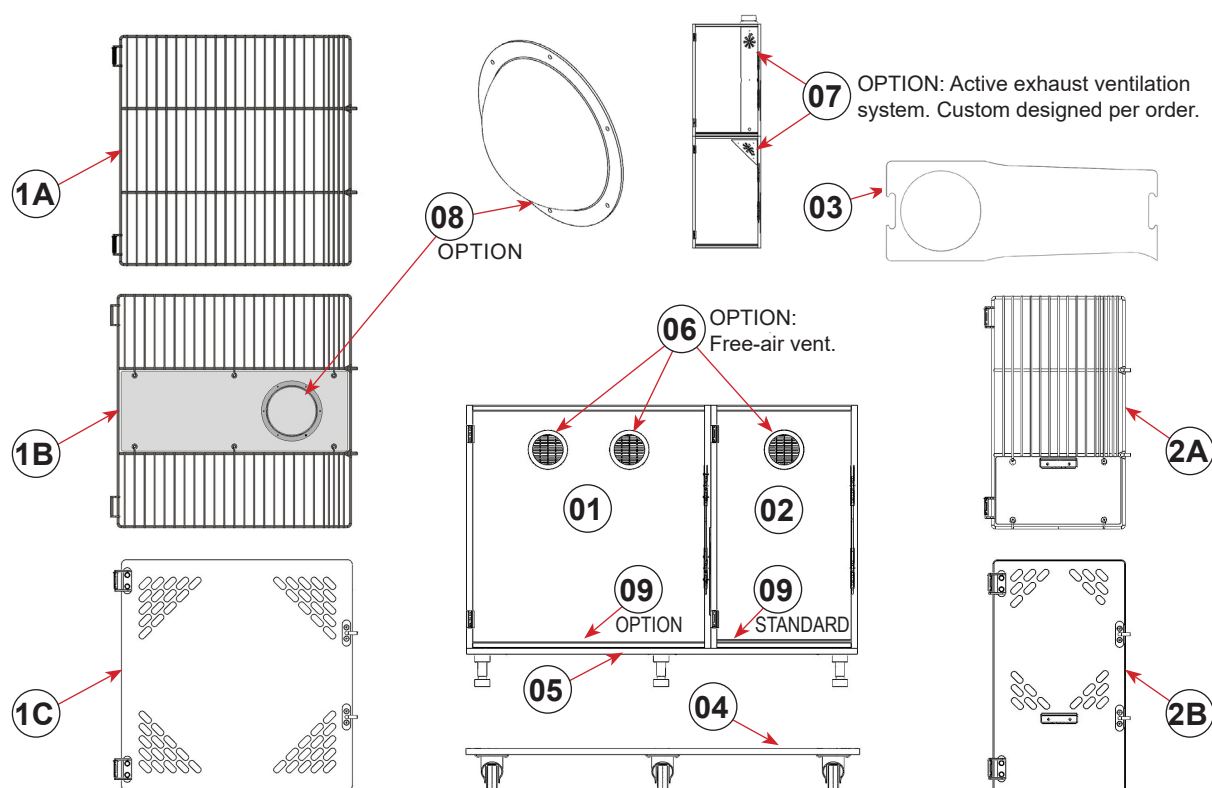 1A
08
OPTION
07
OPTION: Active exhaust ventilation
system. Custom designed per order.
03
1B
06
OPTION:
Free-air vent.
2A
01
02
09
OPTION
09
STANDARD
05
04
1C
2B